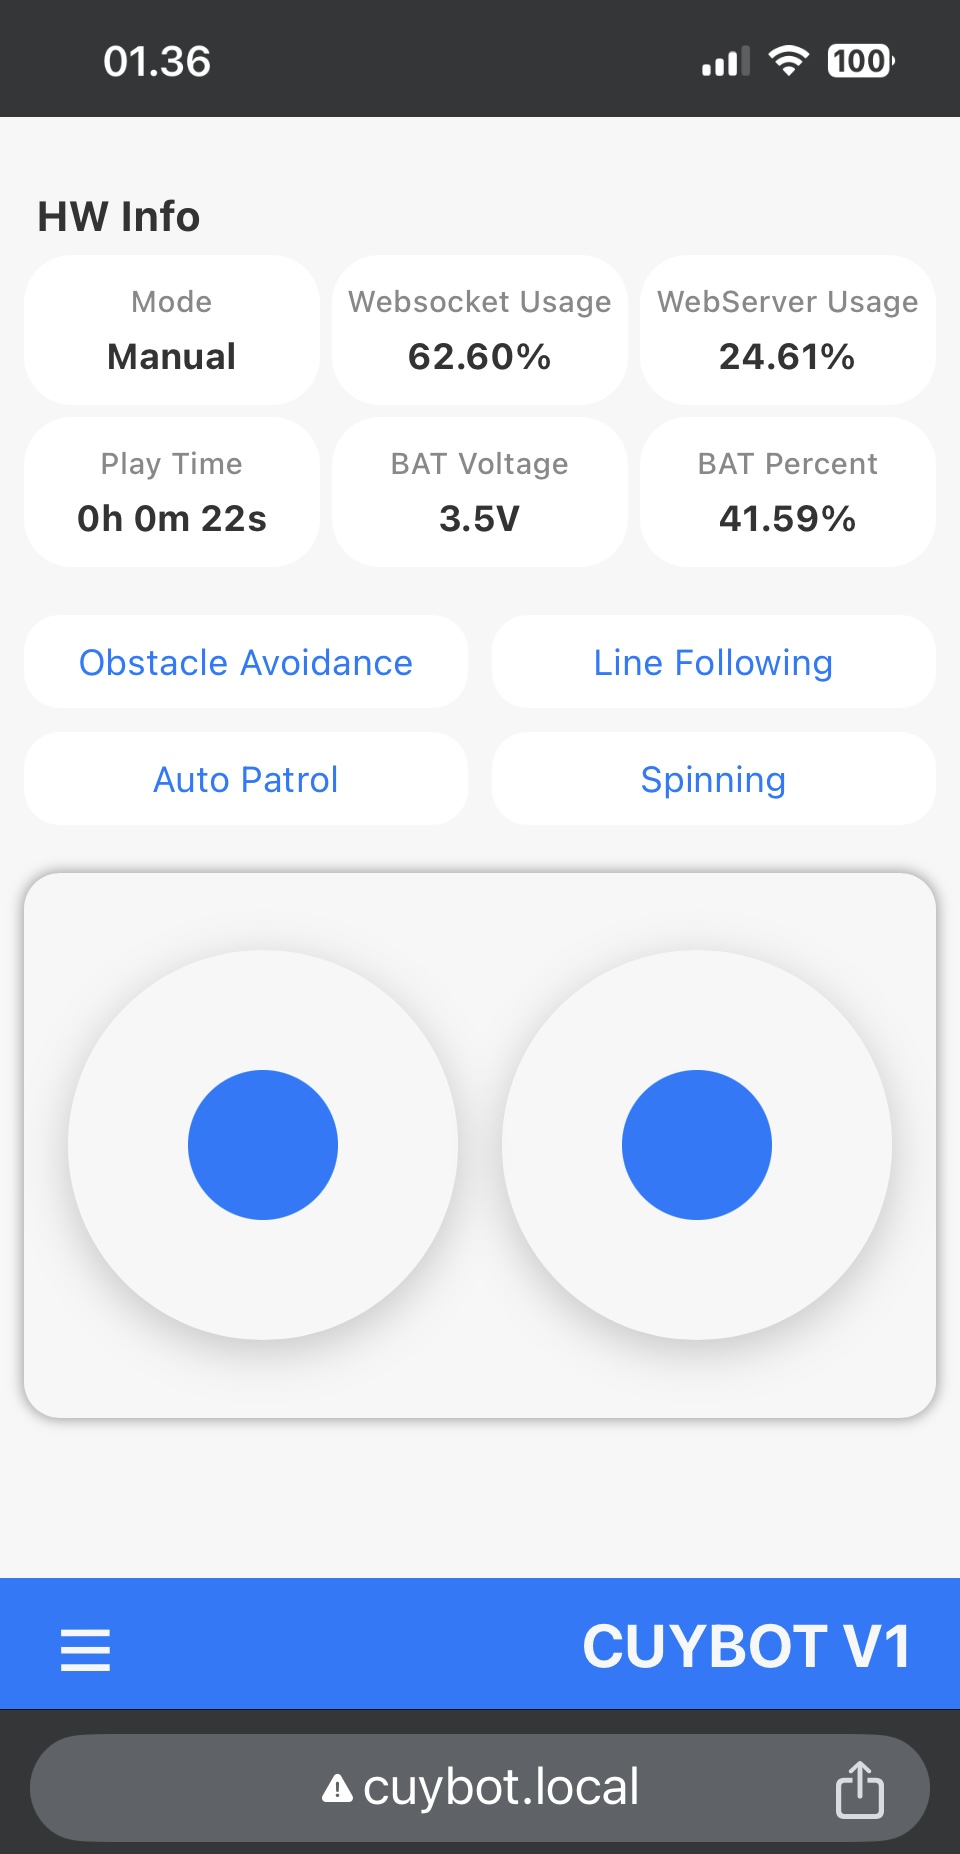 01.36
100
HW Info
Mode
Manual
Websocket Usage
62.60%
WebServer Usage
24.61%
Play Time
0h 0m 22s
BAT Voltage
3.5V
BAT Percent
41.59%
Obstacle Avoidance
Line Following
Auto Patrol
Spinning
CUYBOT V1
cuybot.local